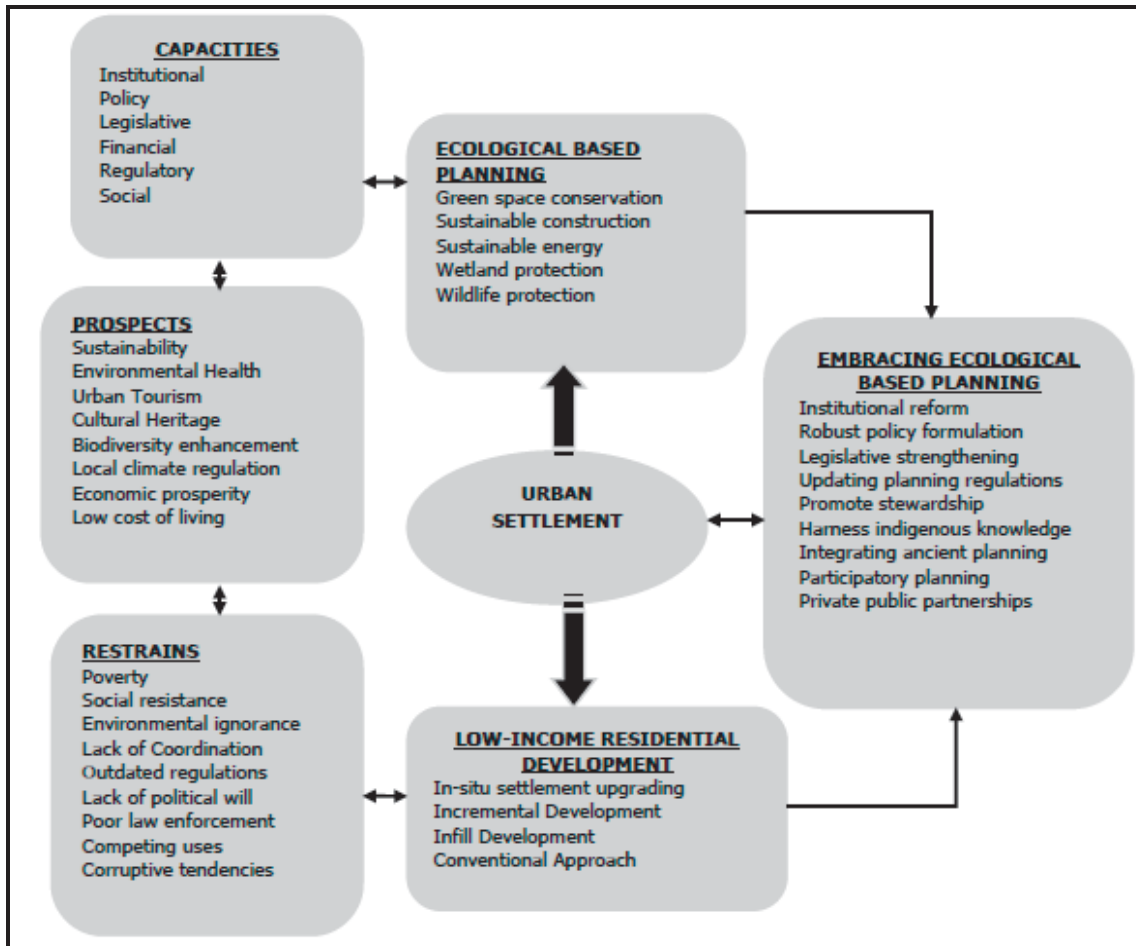 CAPACITIES
Institutional
Policy
Legislative
Financial
Regulatory
Social
ECOLOGICAL BASED
PLANNING
Green space conservation
Sustainable construction
Sustainable energy
Wetland protection
Wildlife protection
PROSPECTS
Sustainability
Environmental Health
Urban Tourism
Cultural Heritage
Biodiversity enhancement
Local climate regulation
Economic prosperity
Low cost of living
URBAN
SETTLEMENT
EMBRACING ECOLOGICAL
BASED PLANNING
Institutional reform
Robust policy formulation
Legislative strengthening
Updating planning regulations
Promote stewardship
Harness indigenous knowledge
Integrating ancient planning
Participatory planning
Private public partnerships
RESTRAINS
Poverty
Social resistance
Environmental ignorance
Lack of Coordination
Outdated regulations
Lack of political will
Poor law enforcement
Competing uses
Corruptive tendencies
LOW-INCOME RESIDENTIAL
DEVELOPMENT
In-situ settlement upgrading
Incremental Development
Infill Development
Conventional Approach